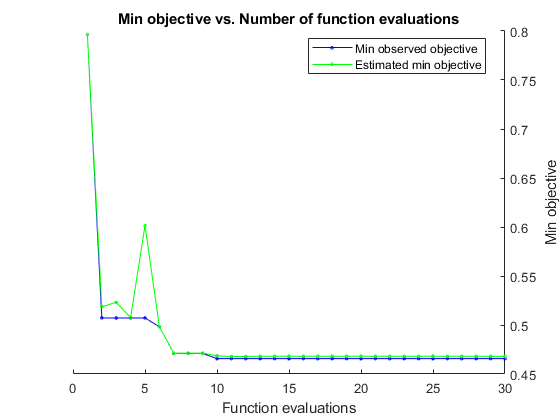 Min objective vs. Number of function evaluations
Min observed objective
Estimated min objective
0.8
0.75
0.7
0.65
0.6
0.55
0.5
0.45
Min objective
0 5 10 15 20 25 30
Function evaluations